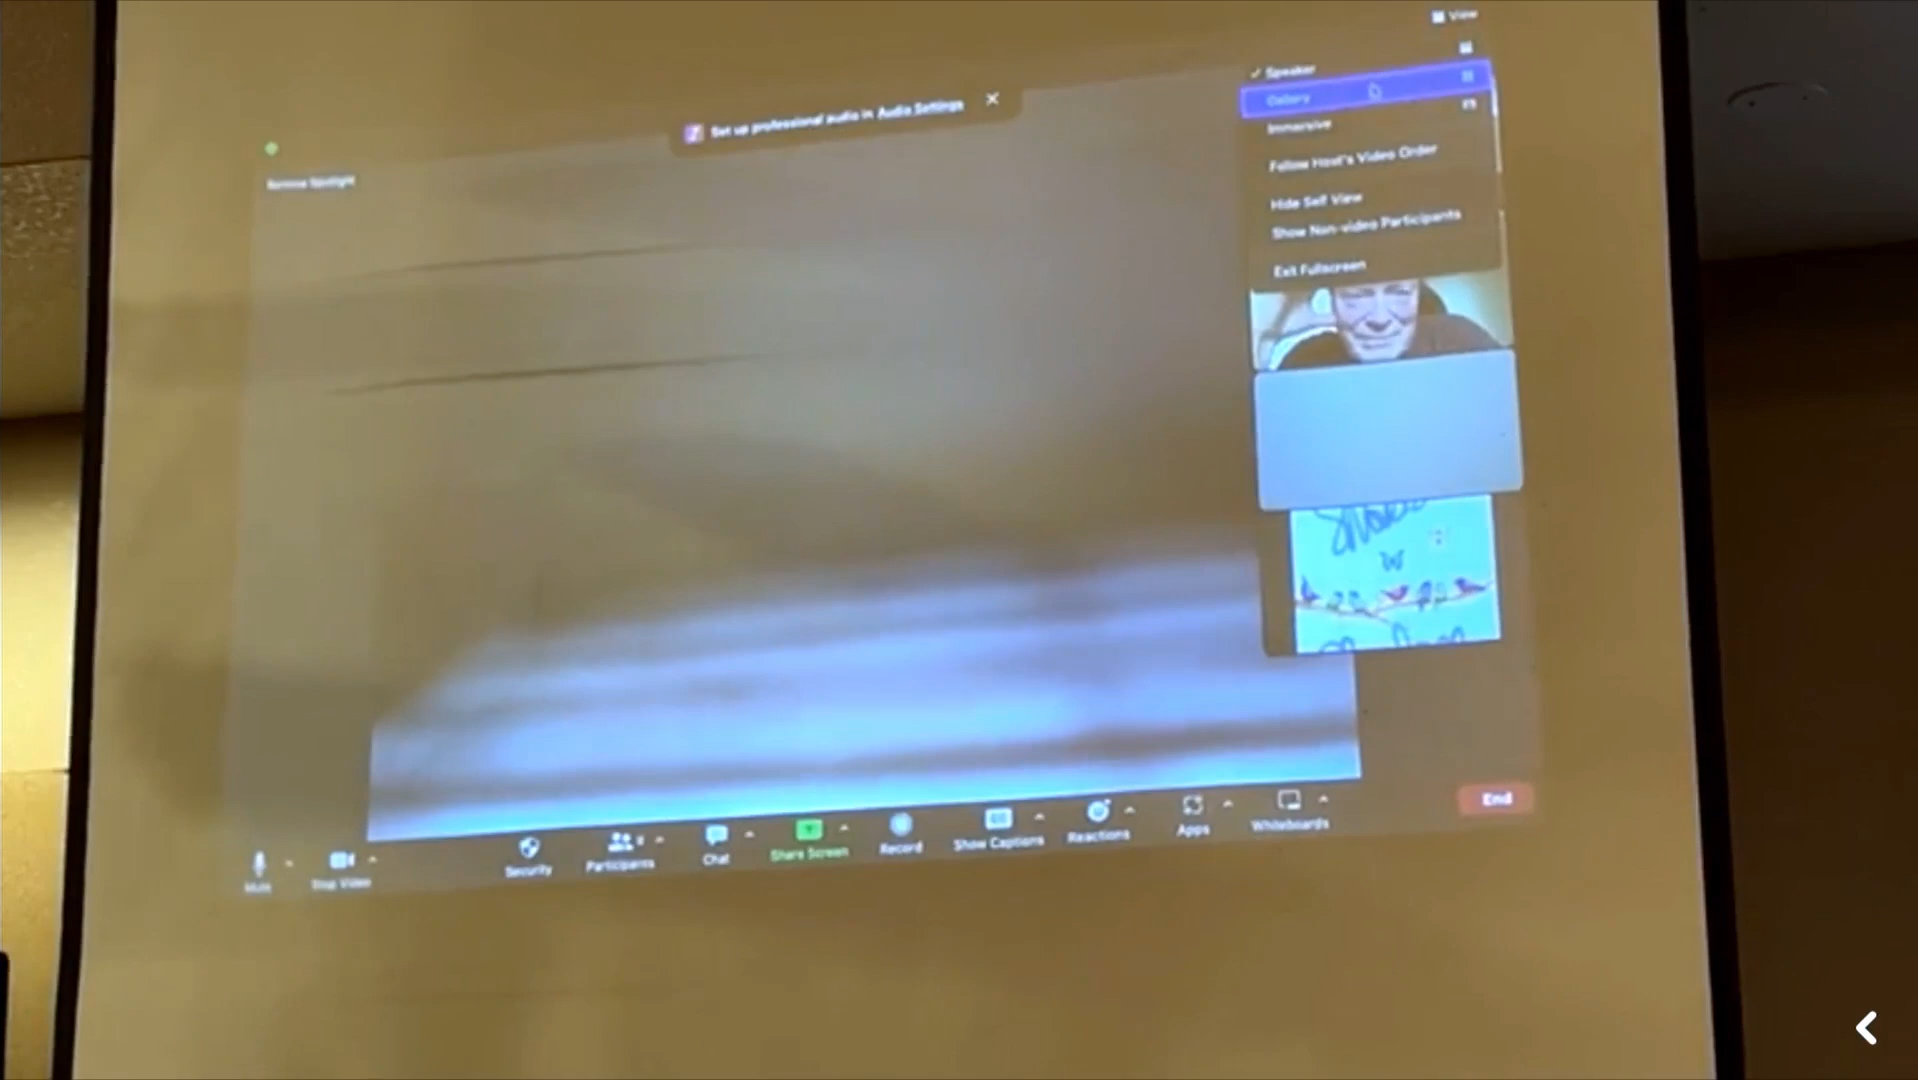 View
Speaker
Set up professional audio in Audio Settings
Gallery
Immersive
Follow Host's Video Order
Remove Spotlight
Hide Self View
Show Non-video Participants
Exit Fullscreen
Mute
Stop Video
Security
Participants
Chat
Share Screen
Record
Show Captions
Reactions
Apps
Whiteboards
End